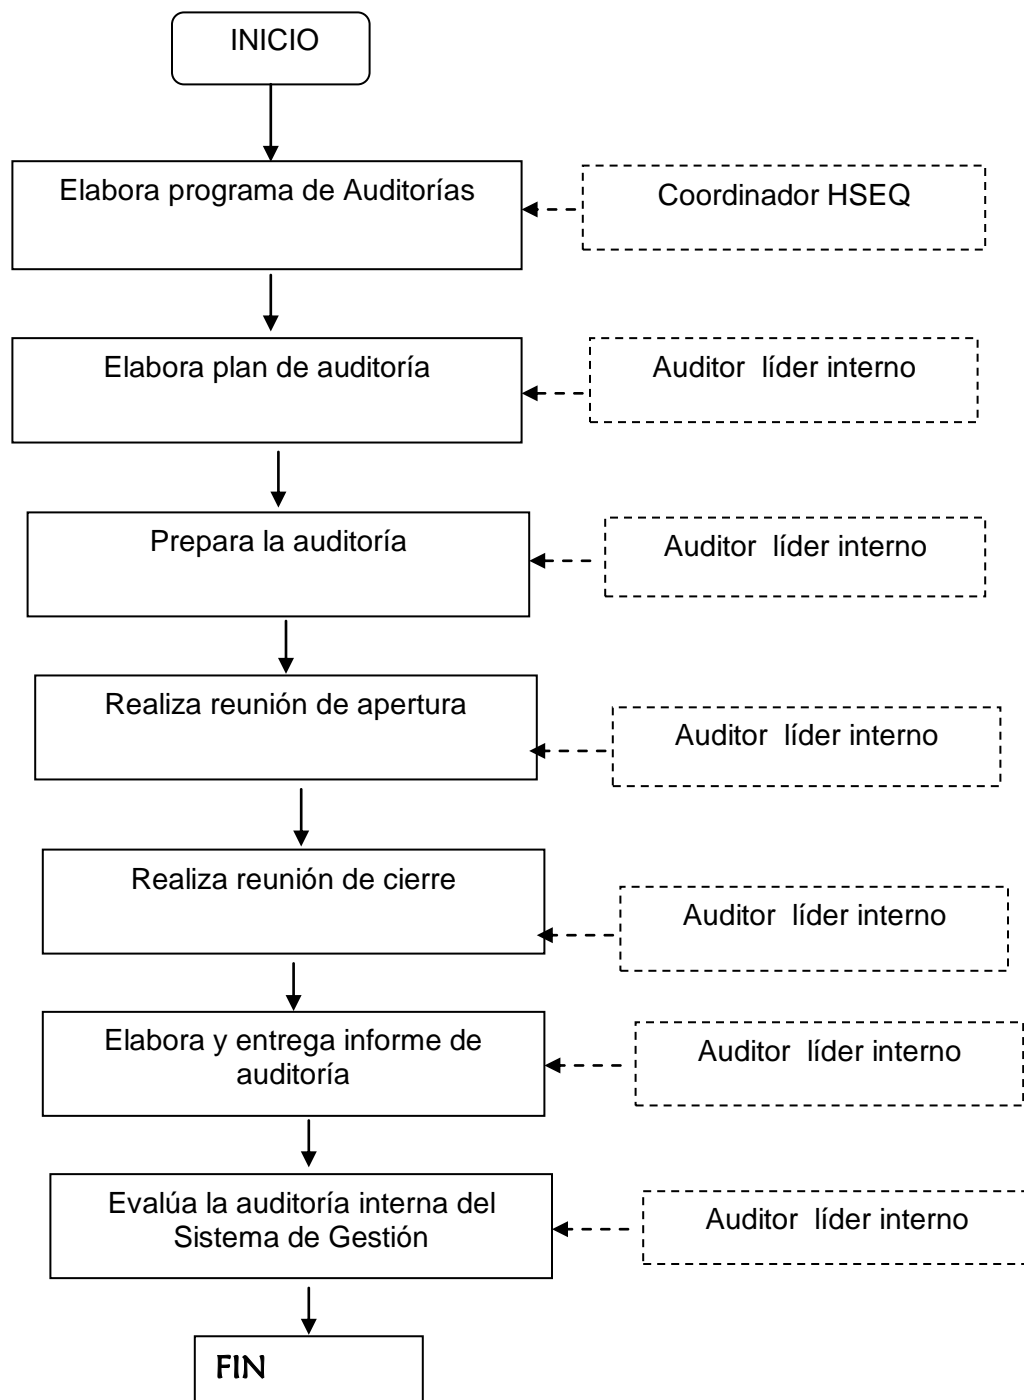 INICIO
Elabora programa de Auditorías
Coordinador HSEQ
Elabora plan de auditoría
Auditor líder interno
Prepara la auditoría
Auditor líder interno
Realiza reunión de apertura
Auditor líder interno
Realiza reunión de cierre
Auditor líder interno
Elabora y entrega informe de
auditoría
Auditor líder interno
Evalúa la auditoría interna del
Sistema de Gestión
Auditor líder interno
FIN